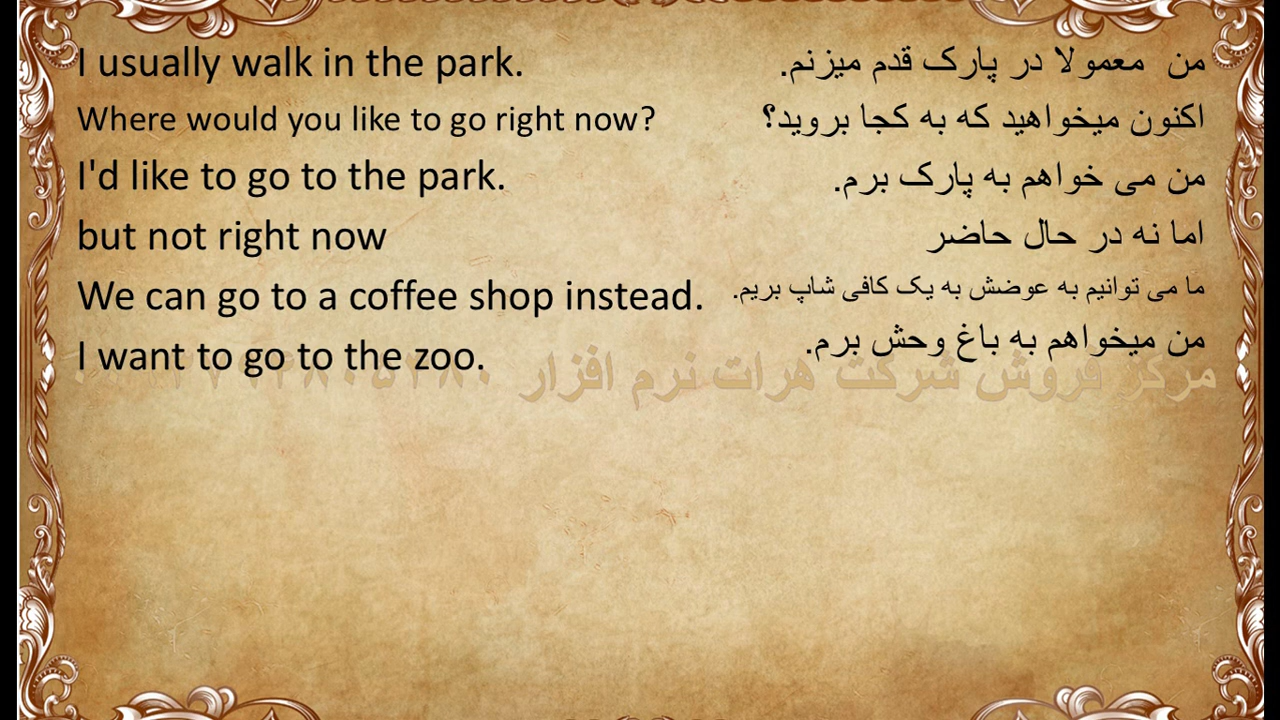 I usually walk in the park. من معمولا در پارک قدم میزنم.
Where would you like to go right now? اکنون میخواهید که به کجا بروید؟
I'd like to go to the park. من می خواهم به پارک برم.
but not right now اما نه در حال حاضر
We can go to a coffee shop instead. ما می توانیم به عوضش به یک کافی شاپ بریم.
I want to go to the zoo. من میخواهم به باغ وحش برم.
مرکز فروش شرکت هرات نرم افزار